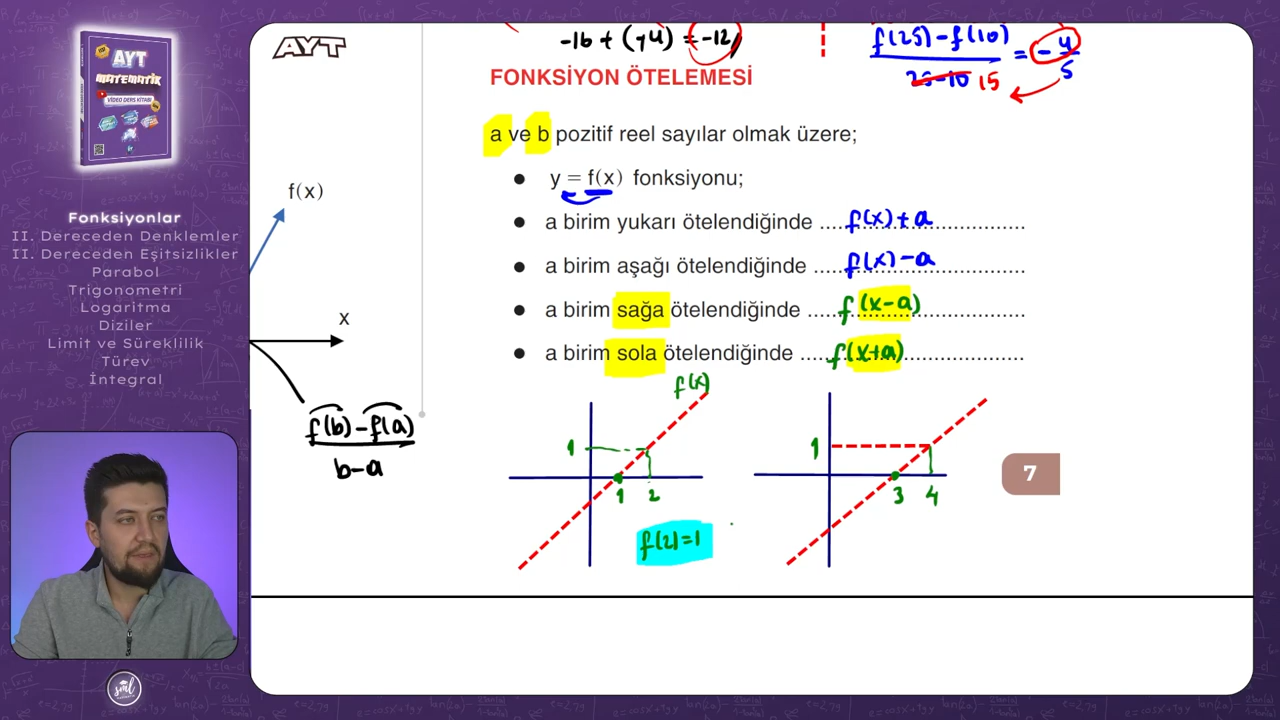 AYT
MATEMATİK
VİDEO DERS KİTABI
Fonksiyonlar
II. Dereceden Denklemler
II. Dereceden Eşitsizlikler
Parabol
Trigonometri
Logaritma
Diziler
Limit ve Süreklilik
Türev
İntegral
sml
AYT
f(x)
x
f(b)-f(a)
b-a
= -12
f(25)-f(10)
25-10 15
= -4/5
FONKSİYON ÖTELEMESİ
a ve b pozitif reel sayılar olmak üzere;
● y = f(x) fonksiyonu;
● a birim yukarı ötelendiğinde .... f(x)+a
● a birim aşağı ötelendiğinde .... f(x)-a
● a birim sağa ötelendiğinde .... f(x-a)
● a birim sola ötelendiğinde .... f(x+a)
f(x)
1
1 2
f(2)=1
1
3 4
7